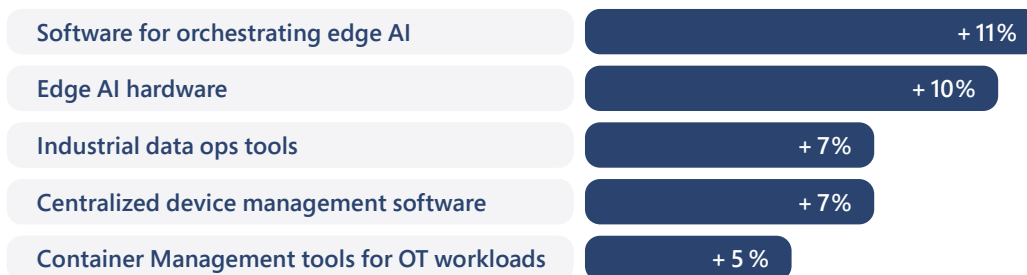 Software for orchestrating edge AI + 11%
Edge AI hardware + 10%
Industrial data ops tools + 7%
Centralized device management software + 7%
Container Management tools for OT workloads + 5 %